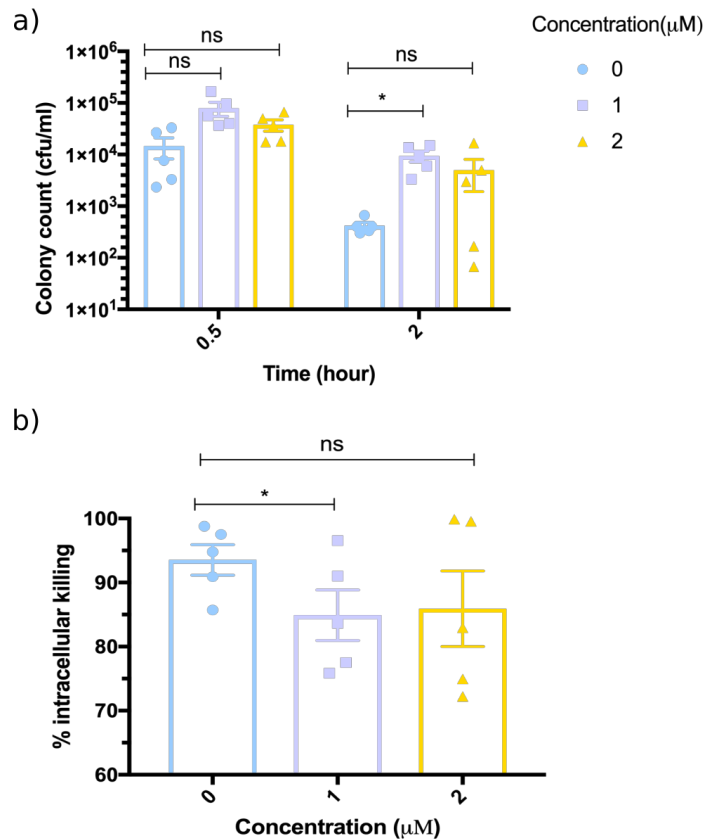 a)
Concentration(μM)
0
1
2
ns
ns
ns
*
1×10⁶
1×10⁵
1×10⁴
1×10³
1×10²
1×10¹
Colony count (cfu/ml)
0.5
2
Time (hour)
b)
ns
*
100
90
80
70
60
% intracellular killing
0
1
2
Concentration (μM)